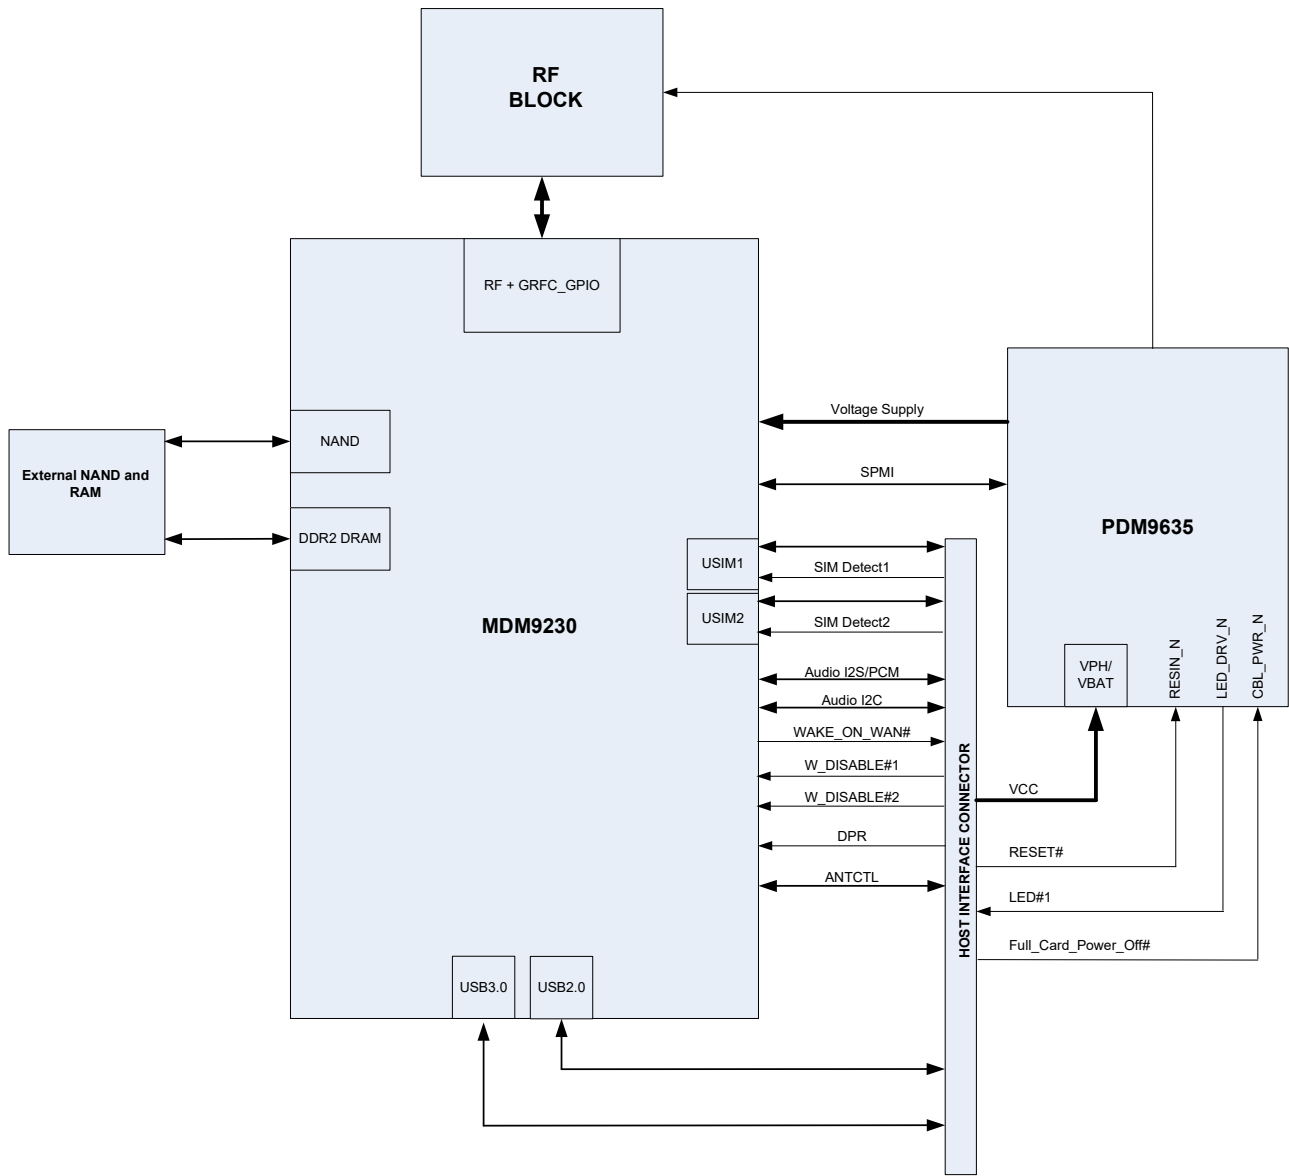 RF
BLOCK
RF + GRFC_GPIO
Voltage Supply
NAND
External NAND and
RAM
SPMI
PDM9635
DDR2 DRAM
USIM1
SIM Detect1
MDM9230
USIM2
SIM Detect2
VPH/
VBAT
RESIN_N
LED_DRV_N
CBL_PWR_N
Audio I2S/PCM
Audio I2C
WAKE_ON_WAN#
W_DISABLE#1
W_DISABLE#2
DPR
ANTCTL
HOST INTERFACE CONNECTOR
VCC
RESET#
LED#1
Full_Card_Power_Off#
USB3.0
USB2.0